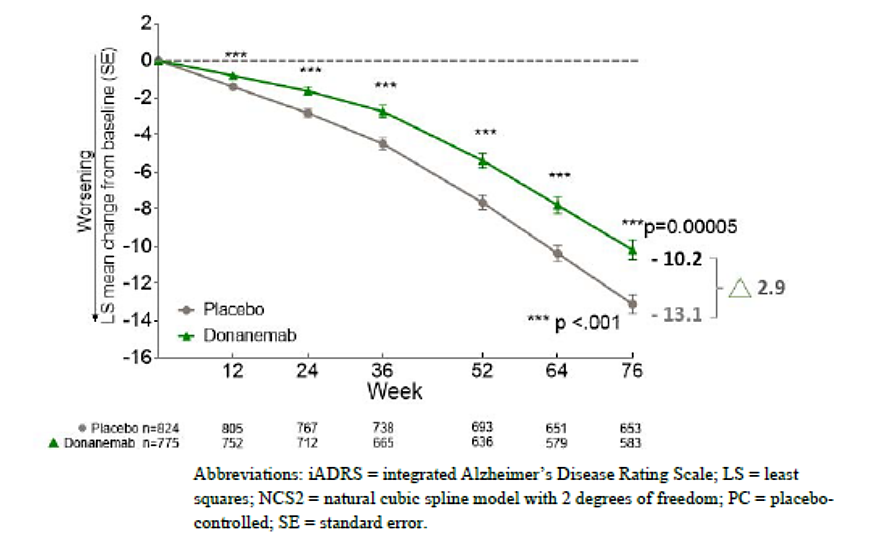 2
0
-2
-4
-6
-8
-10
-12
-14
-16
Worsening
LS mean change from baseline (SE)
***
***
***
***
***
***p=0.00005
- 10.2
△ 2.9
- 13.1
*** p <.001
Placebo
Donanemab
12 24 36 52 64 76
Week
Placebo n=824 805 767 738 693 651 653
Donanemab n=775 752 712 665 636 579 583
Abbreviations: iADRS = integrated Alzheimer’s Disease Rating Scale; LS = least
squares; NCS2 = natural cubic spline model with 2 degrees of freedom; PC = placebo-
controlled; SE = standard error.